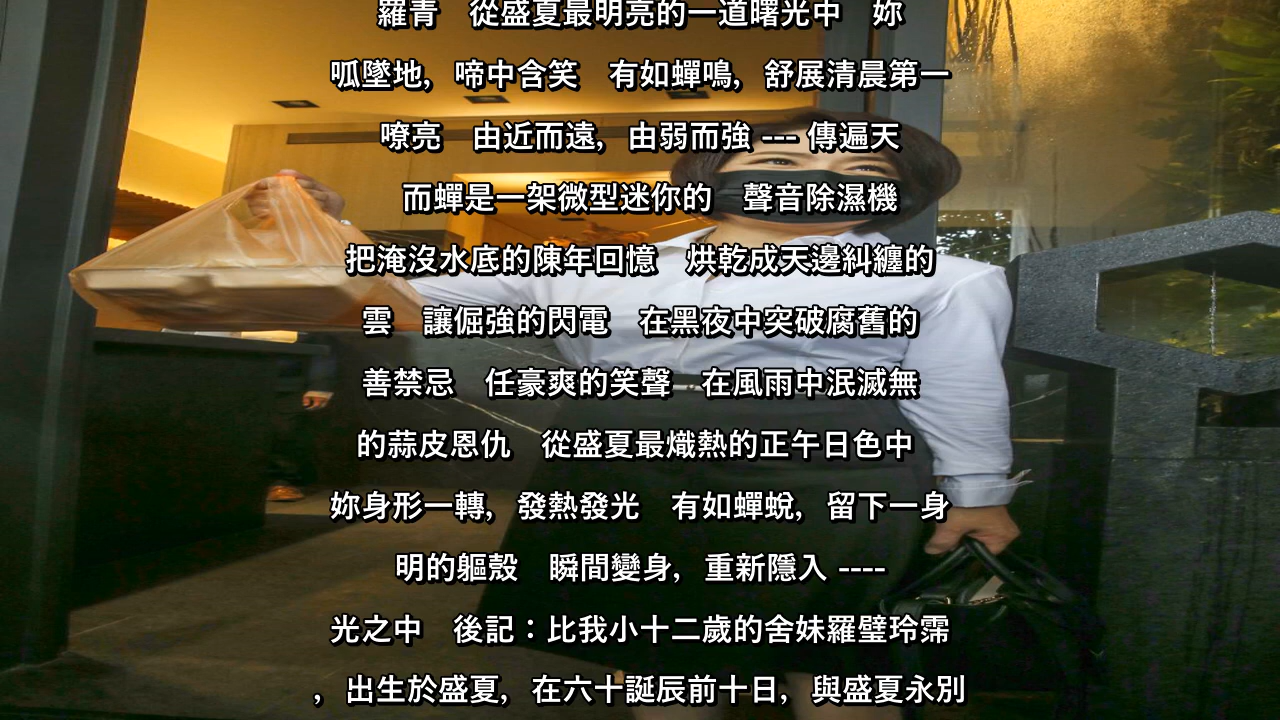 羅青　從盛夏最明亮的一道曙光中　妳
呱墜地，啼中含笑　有如蟬鳴，舒展清晨第一
嘹亮　由近而遠，由弱而強 --- 傳遍天
而蟬是一架微型迷你的　聲音除濕機
把淹沒水底的陳年回憶　烘乾成天邊糾纏的
雲　讓倔強的閃電　在黑夜中突破腐舊的
善禁忌　任豪爽的笑聲　在風雨中泯滅無
的蒜皮恩仇　從盛夏最熾熱的正午日色中
妳身形一轉，發熱發光　有如蟬蛻，留下一身
明的軀殼　瞬間變身，重新隱入 ----
光之中　後記：比我小十二歲的舍妹羅璧玲霈
，出生於盛夏，在六十誕辰前十日，與盛夏永別